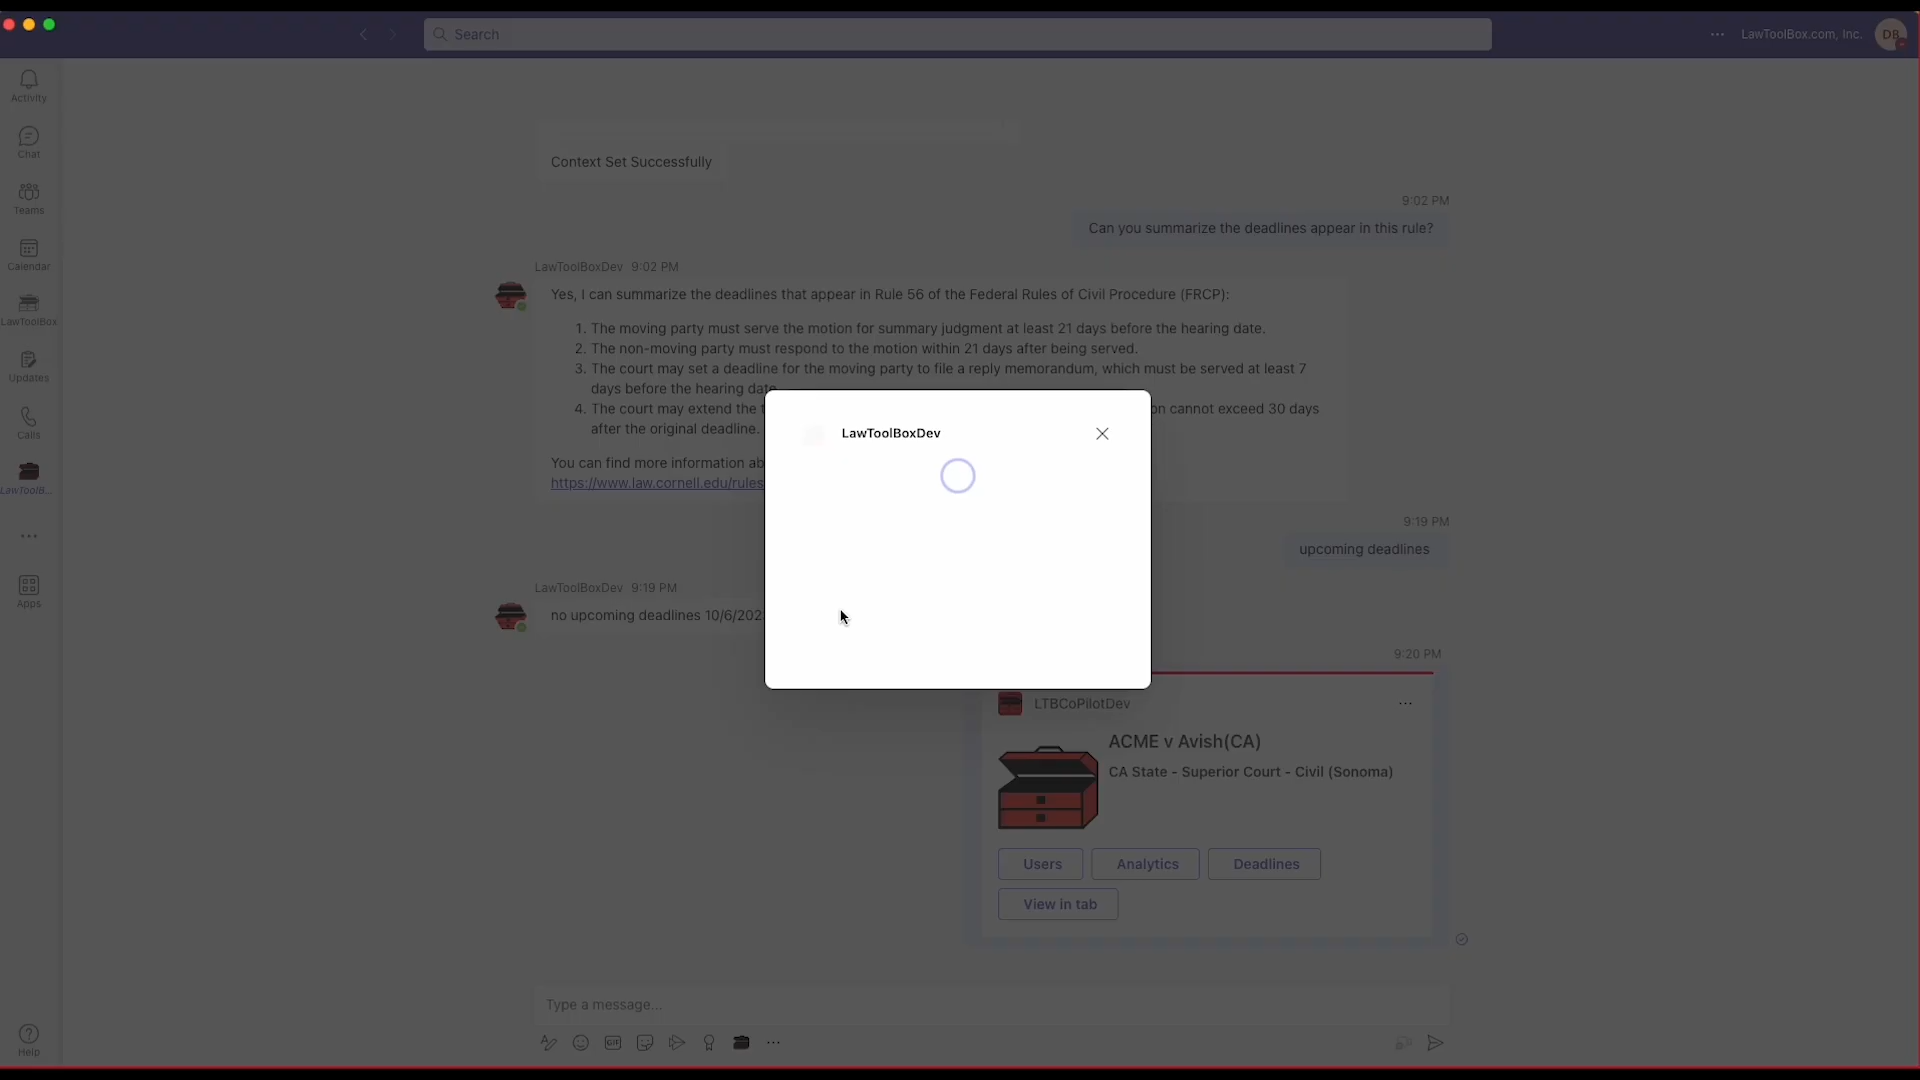 Search
LawToolBox.com, Inc.
DB
Activity
Chat
Teams
Calendar
LawToolBox
Updates
Calls
LawToolB...
Apps
Help
Context Set Successfully
9:02 PM
Can you summarize the deadlines appear in this rule?
LawToolBoxDev 9:02 PM
Yes, I can summarize the deadlines that appear in Rule 56 of the Federal Rules of Civil Procedure (FRCP):
1. The moving party must serve the motion for summary judgment at least 21 days before the hearing date.
2. The non-moving party must respond to the motion within 21 days after being served.
3. The court may set a deadline for the moving party to file a reply memorandum, which must be served at least 7
days before the hearing date
4. The court may extend the t
on cannot exceed 30 days
after the original deadline.
You can find more information ab
https://www.law.cornell.edu/rules
LawToolBoxDev
9:19 PM
upcoming deadlines
LawToolBoxDev 9:19 PM
no upcoming deadlines 10/6/202
9:20 PM
LTBCoPilotDev
ACME v Avish(CA)
CA State - Superior Court - Civil (Sonoma)
Users
Analytics
Deadlines
View in tab
Type a message...
GIF